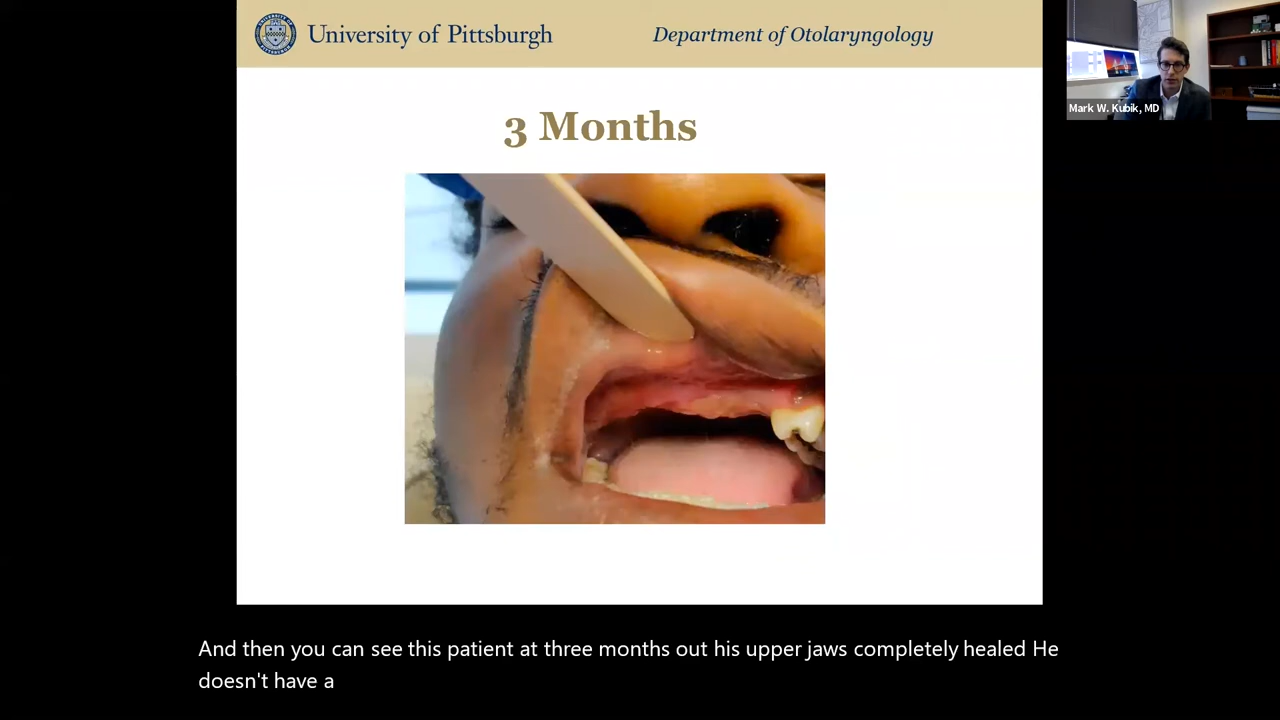 University of Pittsburgh
Department of Otolaryngology
Mark W. Kubik, MD
3 Months
And then you can see this patient at three months out his upper jaws completely healed He
doesn't have a